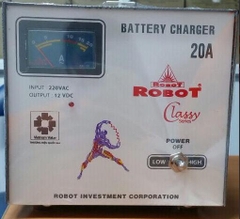 BATTERY CHARGER
20A
INPUT : 220VAC
OUTPUT : 12 VDC
ROBOT
ROBOT
Classy
POWER
OFF
LOW
HIGH
ROBOT INVESTMENT CORPORATION